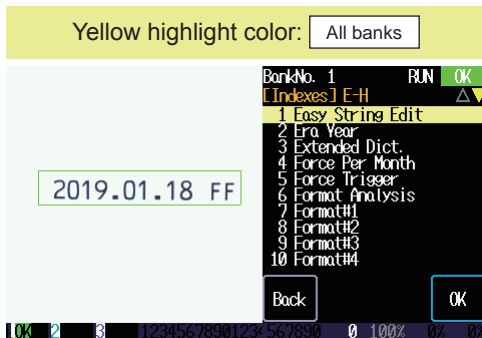 Yellow highlight color: All banks
BankNo. 1 RUN OK
[Indexes] E-H
1 Easy String Edit
2 Era Year
3 Extended Dict.
4 Force Per Month
5 Force Trigger
6 Format Analysis
7 Format#1
8 Format#2
9 Format#3
10 Format#4
2019.01.18 FF
Back OK
1 OK 2 3 1234567890123 567890 0 100% 0% 0%